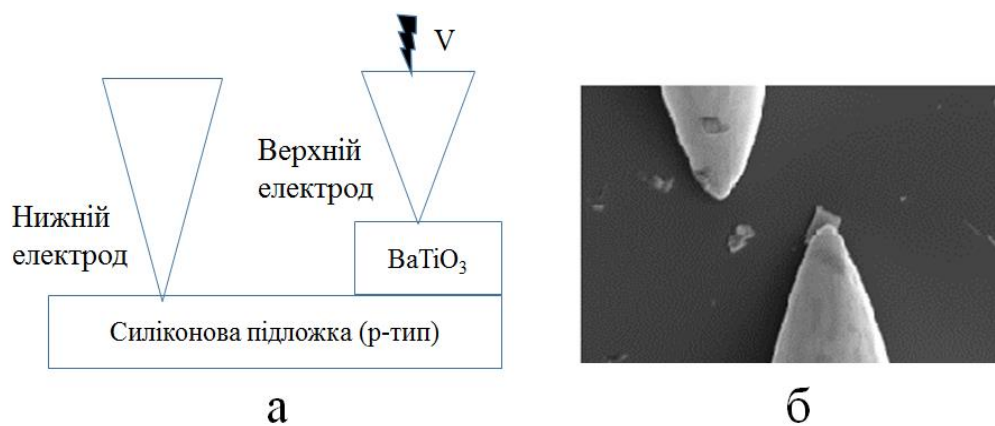 V
Верхній
електрод
Нижній
електрод
BaTiO₃
Силіконова підложка (р-тип)
а
б